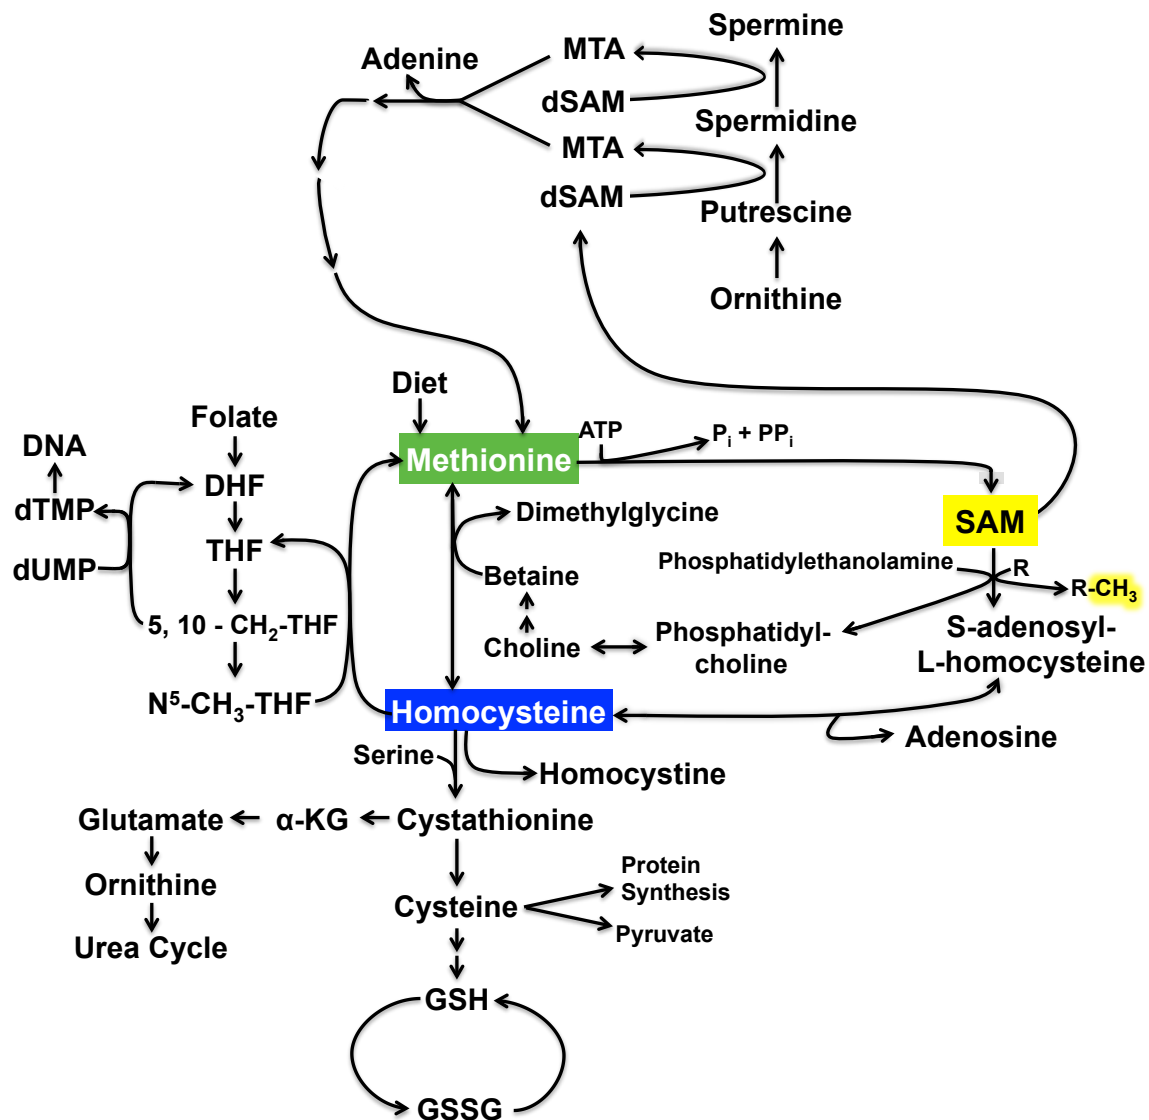 Spermine
MTA
Adenine
dSAM
Spermidine
MTA
dSAM
Putrescine
Ornithine
Diet
Folate
ATP
Pi + PPi
DNA
Methionine
DHF
dTMP
Dimethylglycine
SAM
THF
Phosphatidylethanolamine
R
dUMP
Betaine
R-CH3
5, 10 - CH2-THF
Choline
Phosphatidyl-
choline
S-adenosyl-
L-homocysteine
N5-CH3-THF
Homocysteine
Adenosine
Serine
Homocystine
Glutamate
α-KG
Cystathionine
Protein
Synthesis
Ornithine
Cysteine
Pyruvate
Urea Cycle
GSH
GSSG